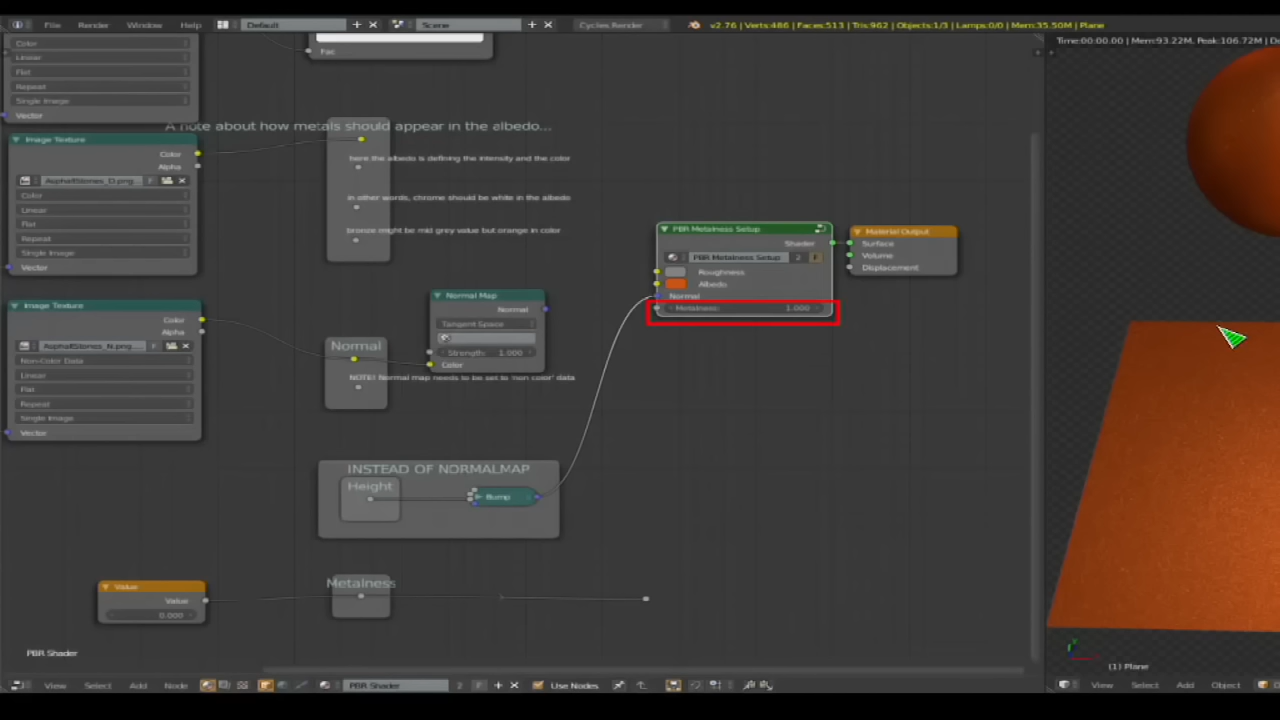 File Render Window Help Default Scene Cycles Render v2.76 | Verts:486 | Faces:513 | Tris:962 | Objects:1/3 | Lamps:0/0 | Mem:35.50M | Plane
Time:00:00.00 | Mem:93.22M, Peak:106.72M
Color
Linear
Flat
Repeat
Single Image
Vector
Fac
A note about how metals should appear in the albedo...
here the albedo is defining the intensity and the color
in other words, chrome should be white in the albedo
bronze might be mid grey value but orange in color
Image Texture
Color
Alpha
AsphaltStones_D.png
F
Color
Linear
Flat
Repeat
Single Image
Vector
Image Texture
Color
Alpha
AsphaltStones_N.png...
F
Non-Color Data
Linear
Flat
Repeat
Single Image
Vector
Normal
NOTE! Normal map needs to be set to 'non color' data
Normal Map
Normal
Tangent Space
Strength: 1.000
Color
PBR Metalness Setup
Shader
PBR Metalness Setup 2 F
Roughness
Albedo
Normal
Metalness: 1.000
Material Output
Surface
Volume
Displacement
INSTEAD OF NORMALMAP
Height
Bump
Value
Value
0.000
Metalness
PBR Shader
(1) Plane
View Select Add Node PBR Shader 2 F Use Nodes
View Select Add Object